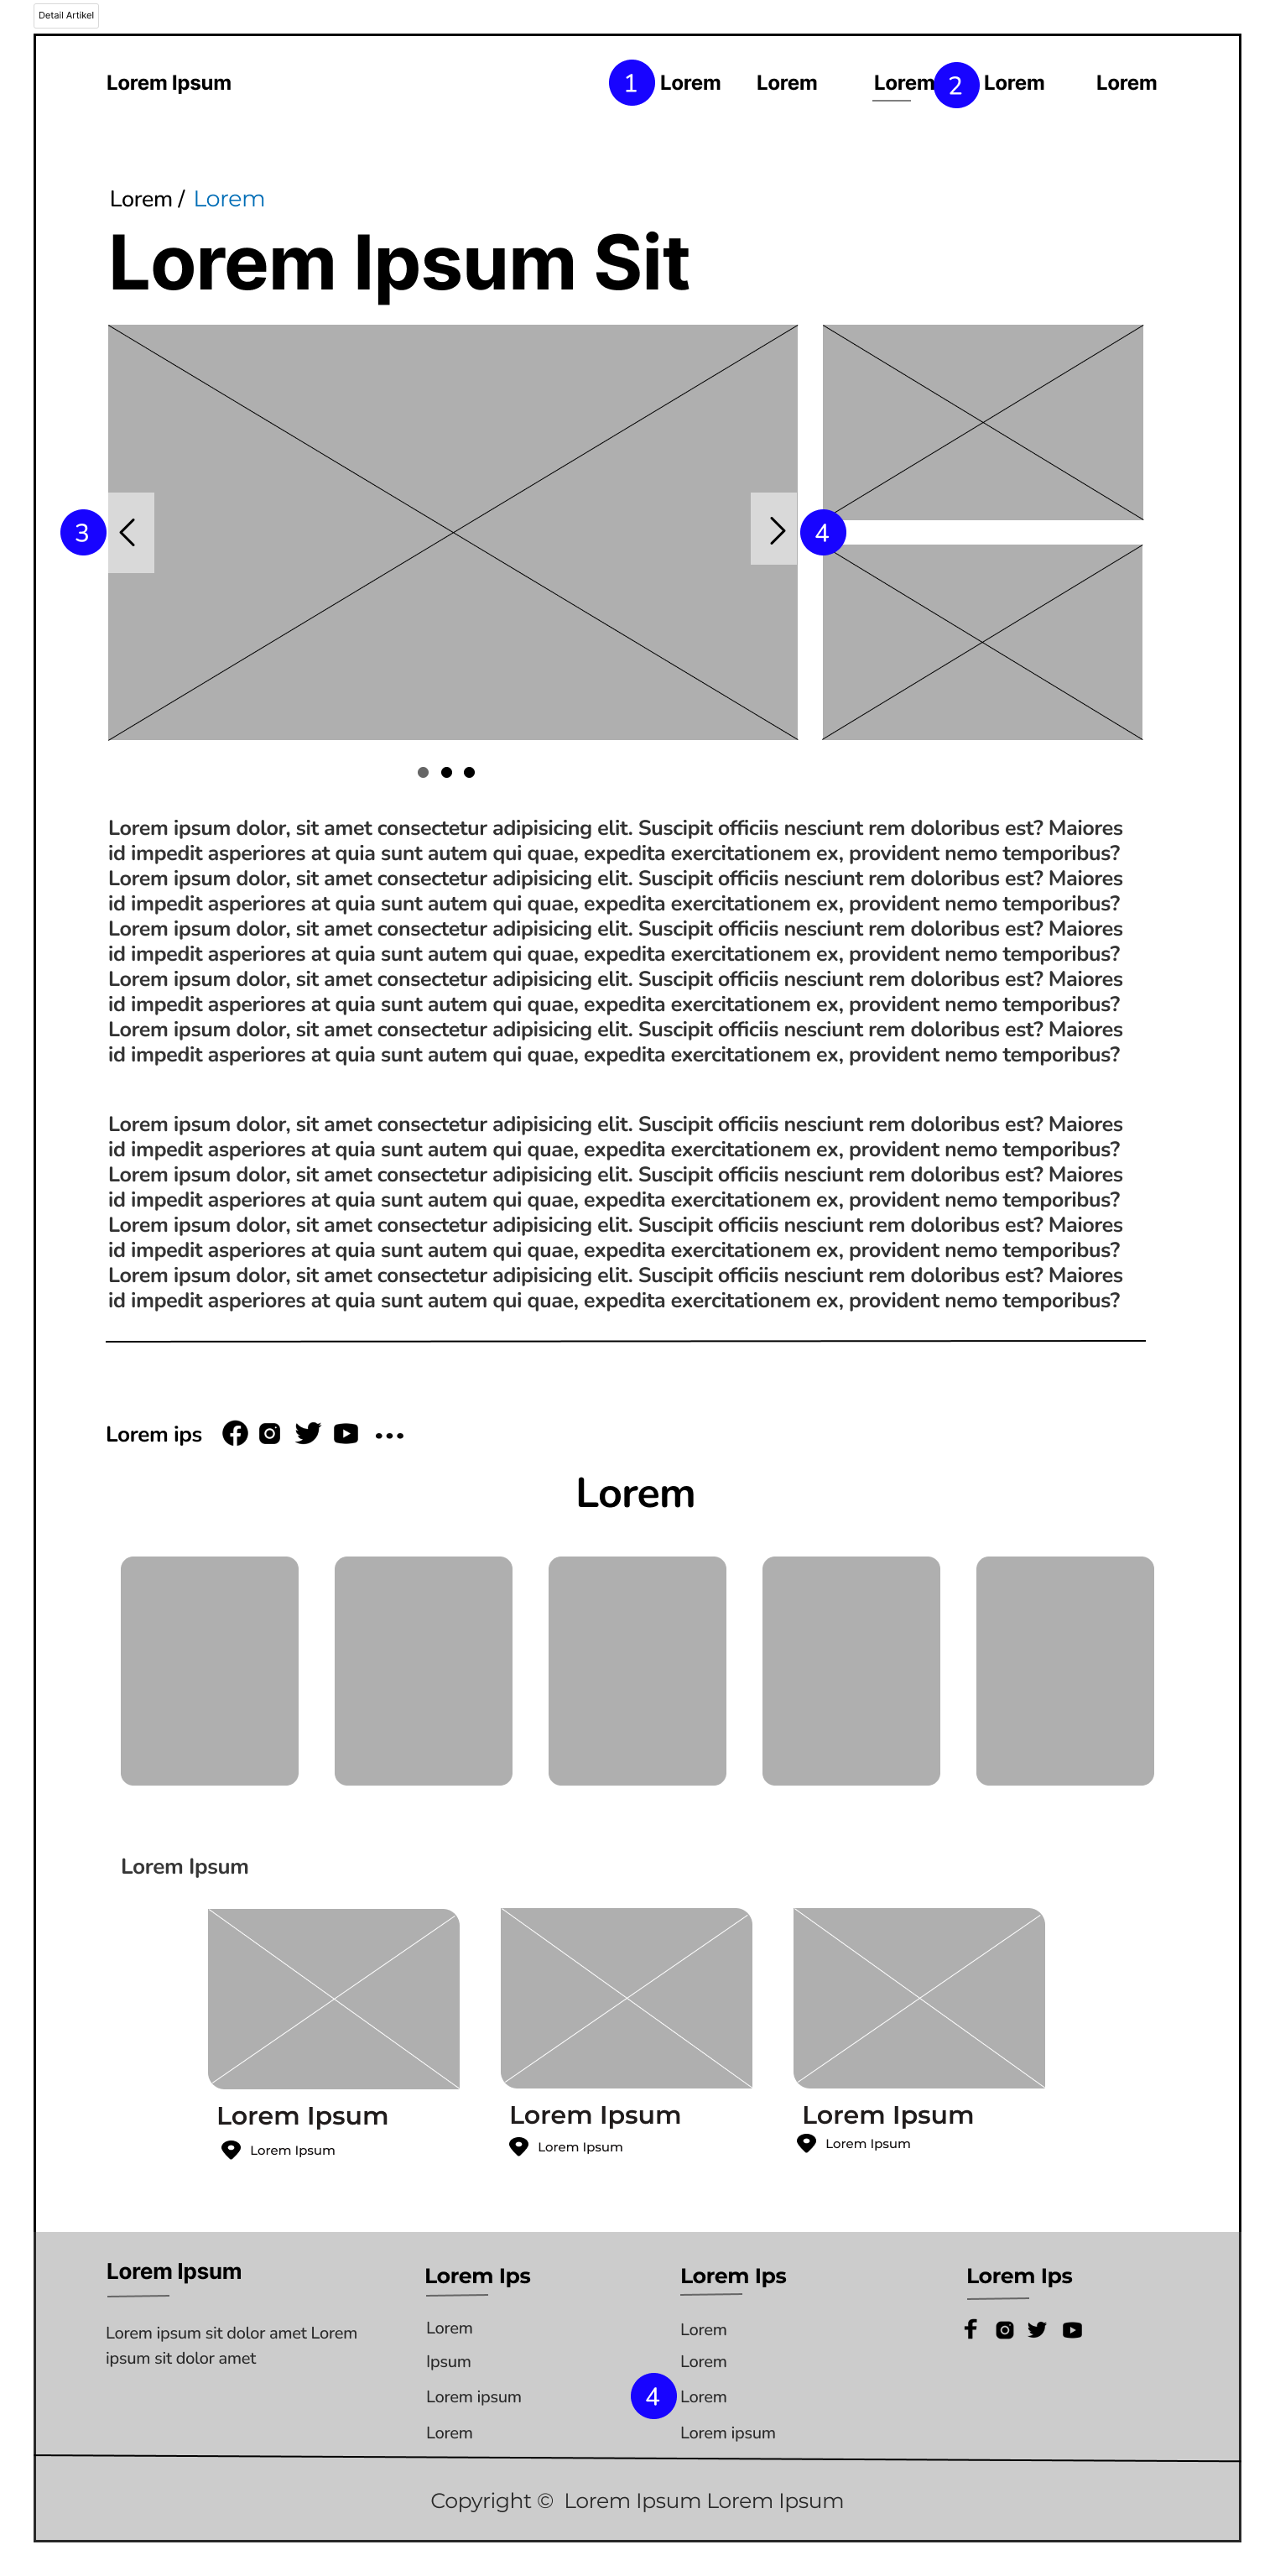 Detail Artikel
Lorem Ipsum
1 Lorem Lorem Lorem 2 Lorem Lorem
Lorem / Lorem
Lorem Ipsum Sit
3
4
Lorem ipsum dolor, sit amet consectetur adipisicing elit. Suscipit officiis nesciunt rem doloribus est? Maiores
id impedit asperiores at quia sunt autem qui quae, expedita exercitationem ex, provident nemo temporibus?
Lorem ipsum dolor, sit amet consectetur adipisicing elit. Suscipit officiis nesciunt rem doloribus est? Maiores
id impedit asperiores at quia sunt autem qui quae, expedita exercitationem ex, provident nemo temporibus?
Lorem ipsum dolor, sit amet consectetur adipisicing elit. Suscipit officiis nesciunt rem doloribus est? Maiores
id impedit asperiores at quia sunt autem qui quae, expedita exercitationem ex, provident nemo temporibus?
Lorem ipsum dolor, sit amet consectetur adipisicing elit. Suscipit officiis nesciunt rem doloribus est? Maiores
id impedit asperiores at quia sunt autem qui quae, expedita exercitationem ex, provident nemo temporibus?
Lorem ipsum dolor, sit amet consectetur adipisicing elit. Suscipit officiis nesciunt rem doloribus est? Maiores
id impedit asperiores at quia sunt autem qui quae, expedita exercitationem ex, provident nemo temporibus?
Lorem ipsum dolor, sit amet consectetur adipisicing elit. Suscipit officiis nesciunt rem doloribus est? Maiores
id impedit asperiores at quia sunt autem qui quae, expedita exercitationem ex, provident nemo temporibus?
Lorem ipsum dolor, sit amet consectetur adipisicing elit. Suscipit officiis nesciunt rem doloribus est? Maiores
id impedit asperiores at quia sunt autem qui quae, expedita exercitationem ex, provident nemo temporibus?
Lorem ipsum dolor, sit amet consectetur adipisicing elit. Suscipit officiis nesciunt rem doloribus est? Maiores
id impedit asperiores at quia sunt autem qui quae, expedita exercitationem ex, provident nemo temporibus?
Lorem ipsum dolor, sit amet consectetur adipisicing elit. Suscipit officiis nesciunt rem doloribus est? Maiores
id impedit asperiores at quia sunt autem qui quae, expedita exercitationem ex, provident nemo temporibus?
Lorem ips
Lorem
Lorem Ipsum
Lorem Ipsum
Lorem Ipsum
Lorem Ipsum
Lorem Ipsum
Lorem Ipsum
Lorem Ipsum
Lorem Ipsum
Lorem ipsum sit dolor amet Lorem
ipsum sit dolor amet
Lorem Ips
Lorem
Ipsum
Lorem ipsum
Lorem
Lorem Ips
Lorem
Lorem
4 Lorem
Lorem ipsum
Lorem Ips
Copyright © Lorem Ipsum Lorem Ipsum